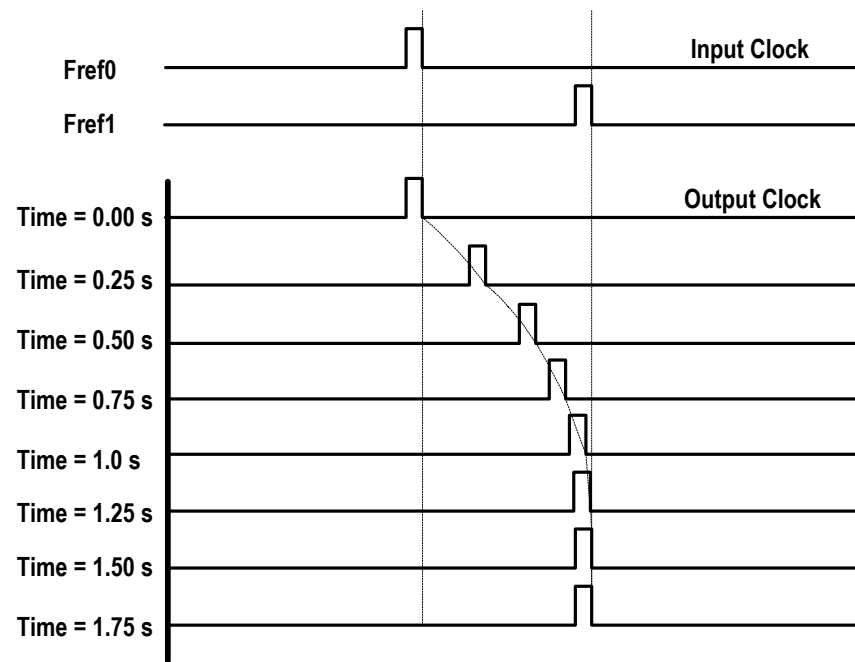 Input Clock
Fref0
Fref1
Output Clock
Time = 0.00 s
Time = 0.25 s
Time = 0.50 s
Time = 0.75 s
Time = 1.0 s
Time = 1.25 s
Time = 1.50 s
Time = 1.75 s